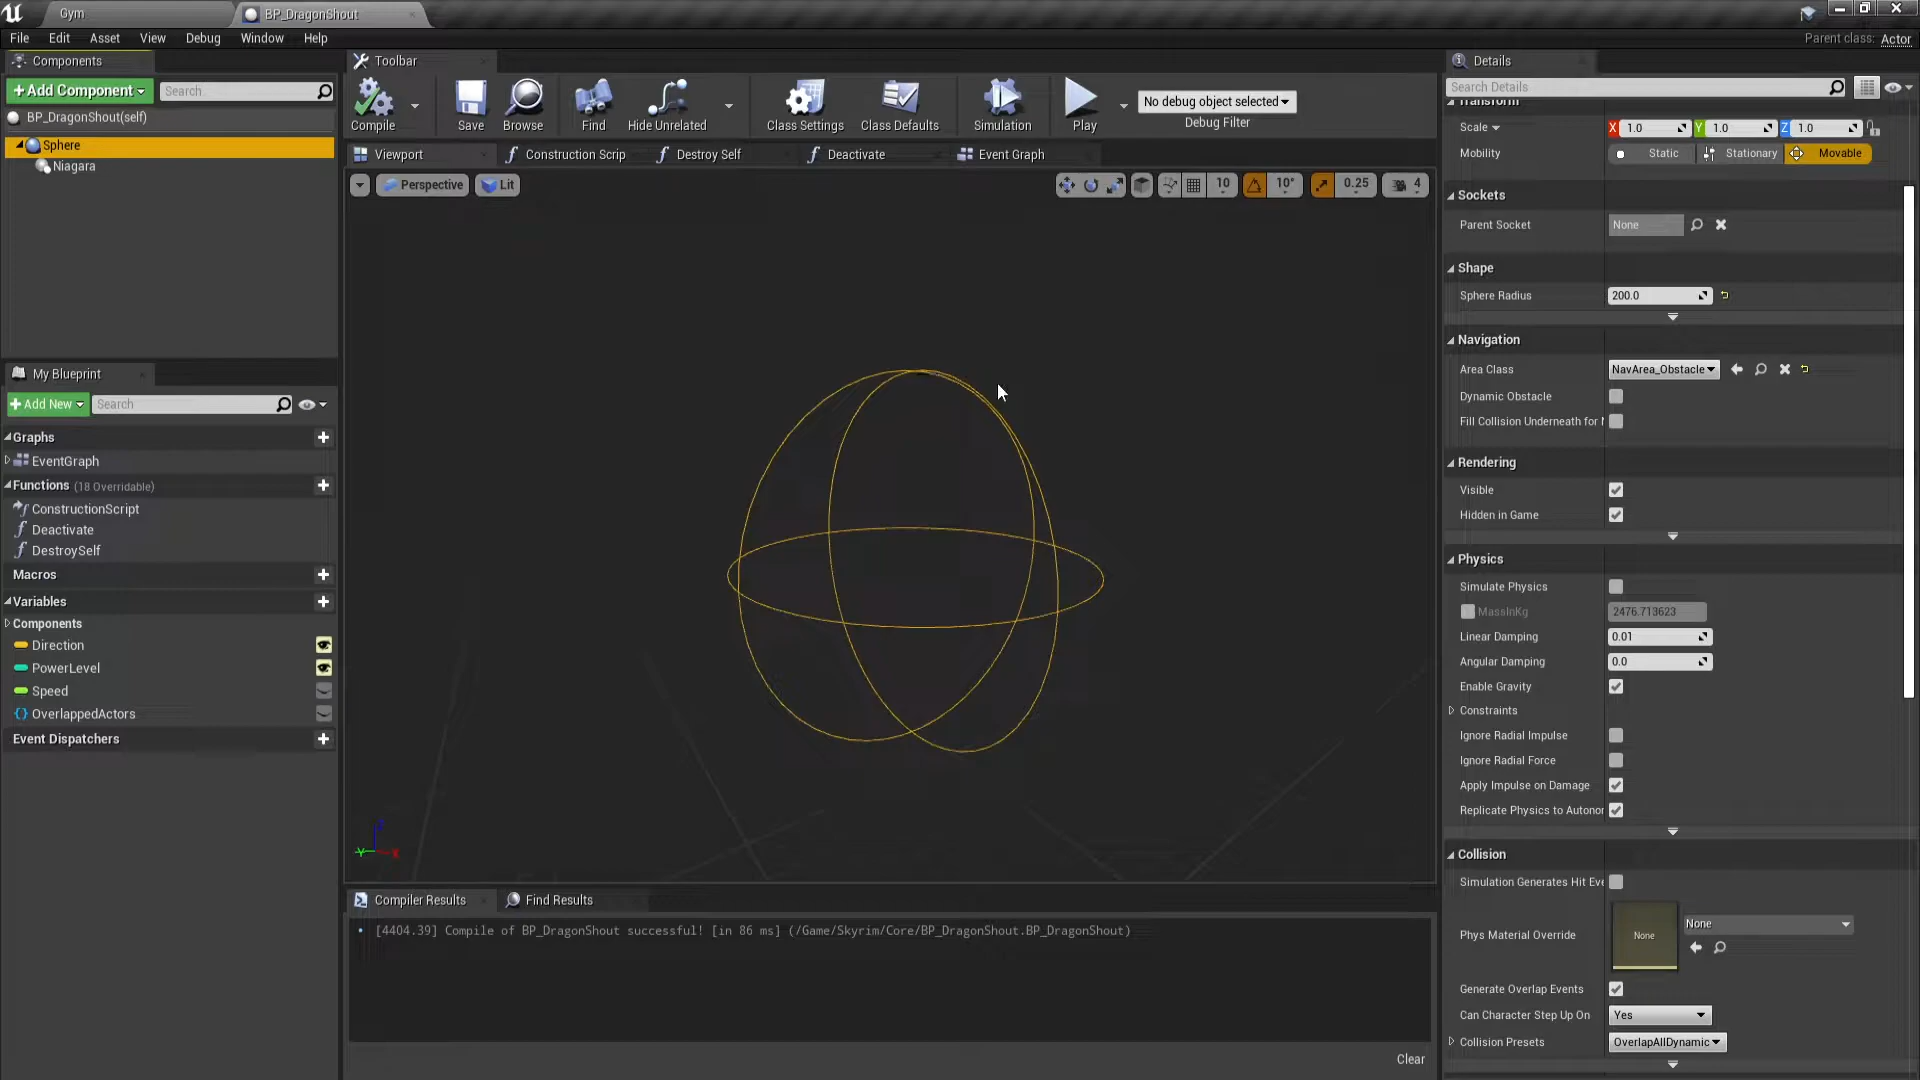 Gym
BP_DragonShout
File Edit Asset View Debug Window Help
Parent class: Actor
Components
+Add Component
Search
BP_DragonShout(self)
Sphere
Niagara
My Blueprint
+Add New
Search
Graphs
EventGraph
Functions (18 Overridable)
ConstructionScript
Deactivate
DestroySelf
Macros
Variables
Components
Direction
PowerLevel
Speed
OverlappedActors
Event Dispatchers
Toolbar
Compile
Save
Browse
Find
Hide Unrelated
Class Settings
Class Defaults
Simulation
Play
No debug object selected
Debug Filter
Viewport
Construction Scrip
Destroy Self
Deactivate
Event Graph
Perspective
Lit
10
10°
0.25
4
Compiler Results
Find Results
[4404.39] Compile of BP_DragonShout successful! [in 86 ms] (/Game/Skyrim/Core/BP_DragonShout.BP_DragonShout)
Clear
Details
Search Details
Transform
Scale X 1.0 Y 1.0 Z 1.0
Mobility Static Stationary Movable
Sockets
Parent Socket None
Shape
Sphere Radius 200.0
Navigation
Area Class NavArea_Obstacle
Dynamic Obstacle
Fill Collision Underneath for
Rendering
Visible
Hidden in Game
Physics
Simulate Physics
MassInKg 2476.713623
Linear Damping 0.01
Angular Damping 0.0
Enable Gravity
Constraints
Ignore Radial Impulse
Ignore Radial Force
Apply Impulse on Damage
Replicate Physics to Autonor
Collision
Simulation Generates Hit Eve
Phys Material Override None None
Generate Overlap Events
Can Character Step Up On Yes
Collision Presets OverlapAllDynamic